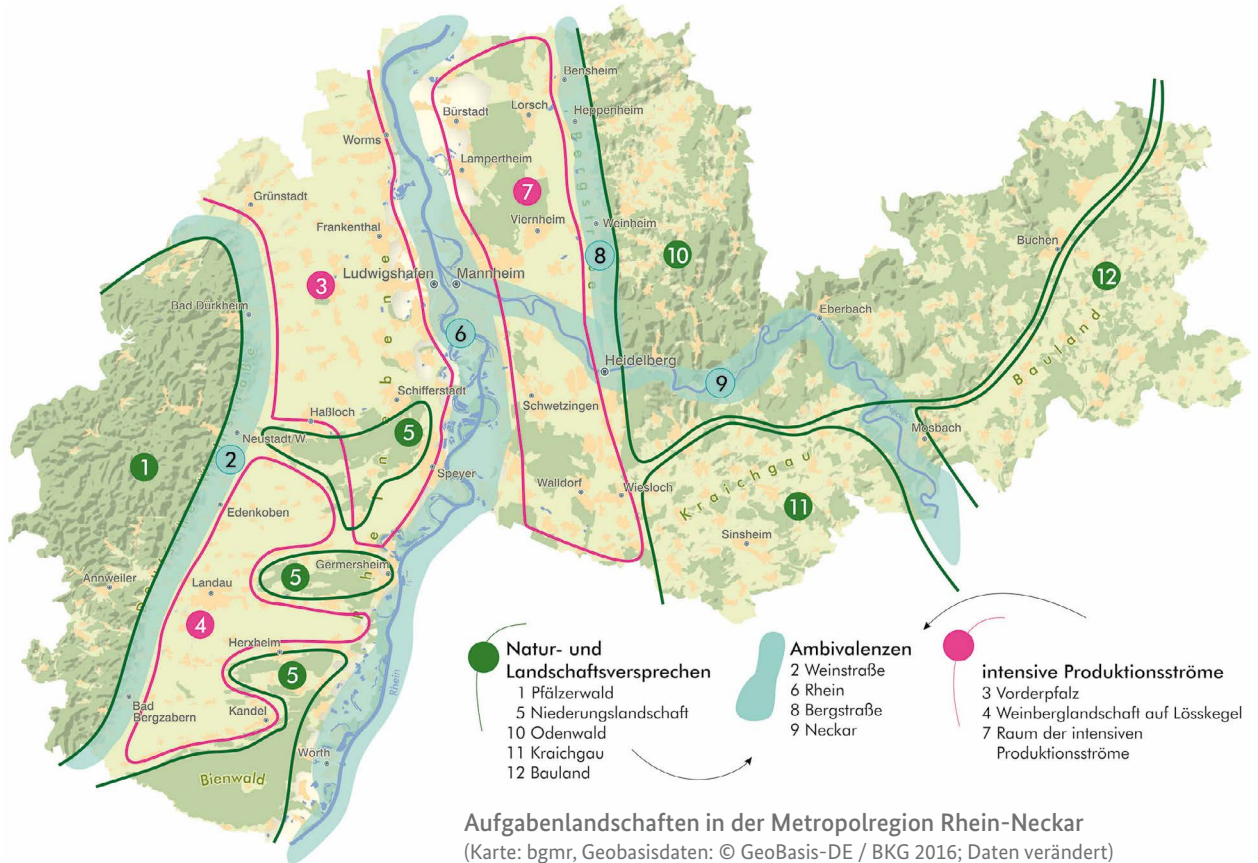 Bensheim
Bürstadt
Lorsch
Heppenheim
Worms
Lampertheim
Bergstraße
7
Grünstadt
Viernheim
Weinheim
Frankenthal
Buchen
8
10
12
Ludwigshafen
Mannheim
3
Bad Dürkheim
Eberbach
6
Bauland
Heidelberg
9
Schifferstadt
Schwetzingen
Haßloch
5
Neustadt/W.
Mosbach
Neckar
1
2
Speyer
Kraichgau
Walldorf
Wiesloch
Edenkoben
11
Sinsheim
Germersheim
5
Annweiler
Landau
4
Herxheim
5
Rhein
Bad
Bergzabern
Kandel
Wörth
Bienwald
Rheinebene
Natur- und
Landschaftsversprechen
1 Pfälzerwald
5 Niederungslandschaft
10 Odenwald
11 Kraichgau
12 Bauland
Ambivalenzen
2 Weinstraße
6 Rhein
8 Bergstraße
9 Neckar
intensive Produktionsströme
3 Vorderpfalz
4 Weinberglandschaft auf Lösskegel
7 Raum der intensiven
Produktionsströme
Aufgabenlandschaften in der Metropolregion Rhein-Neckar
(Karte: bgmr, Geobasisdaten: © GeoBasis-DE / BKG 2016; Daten verändert)